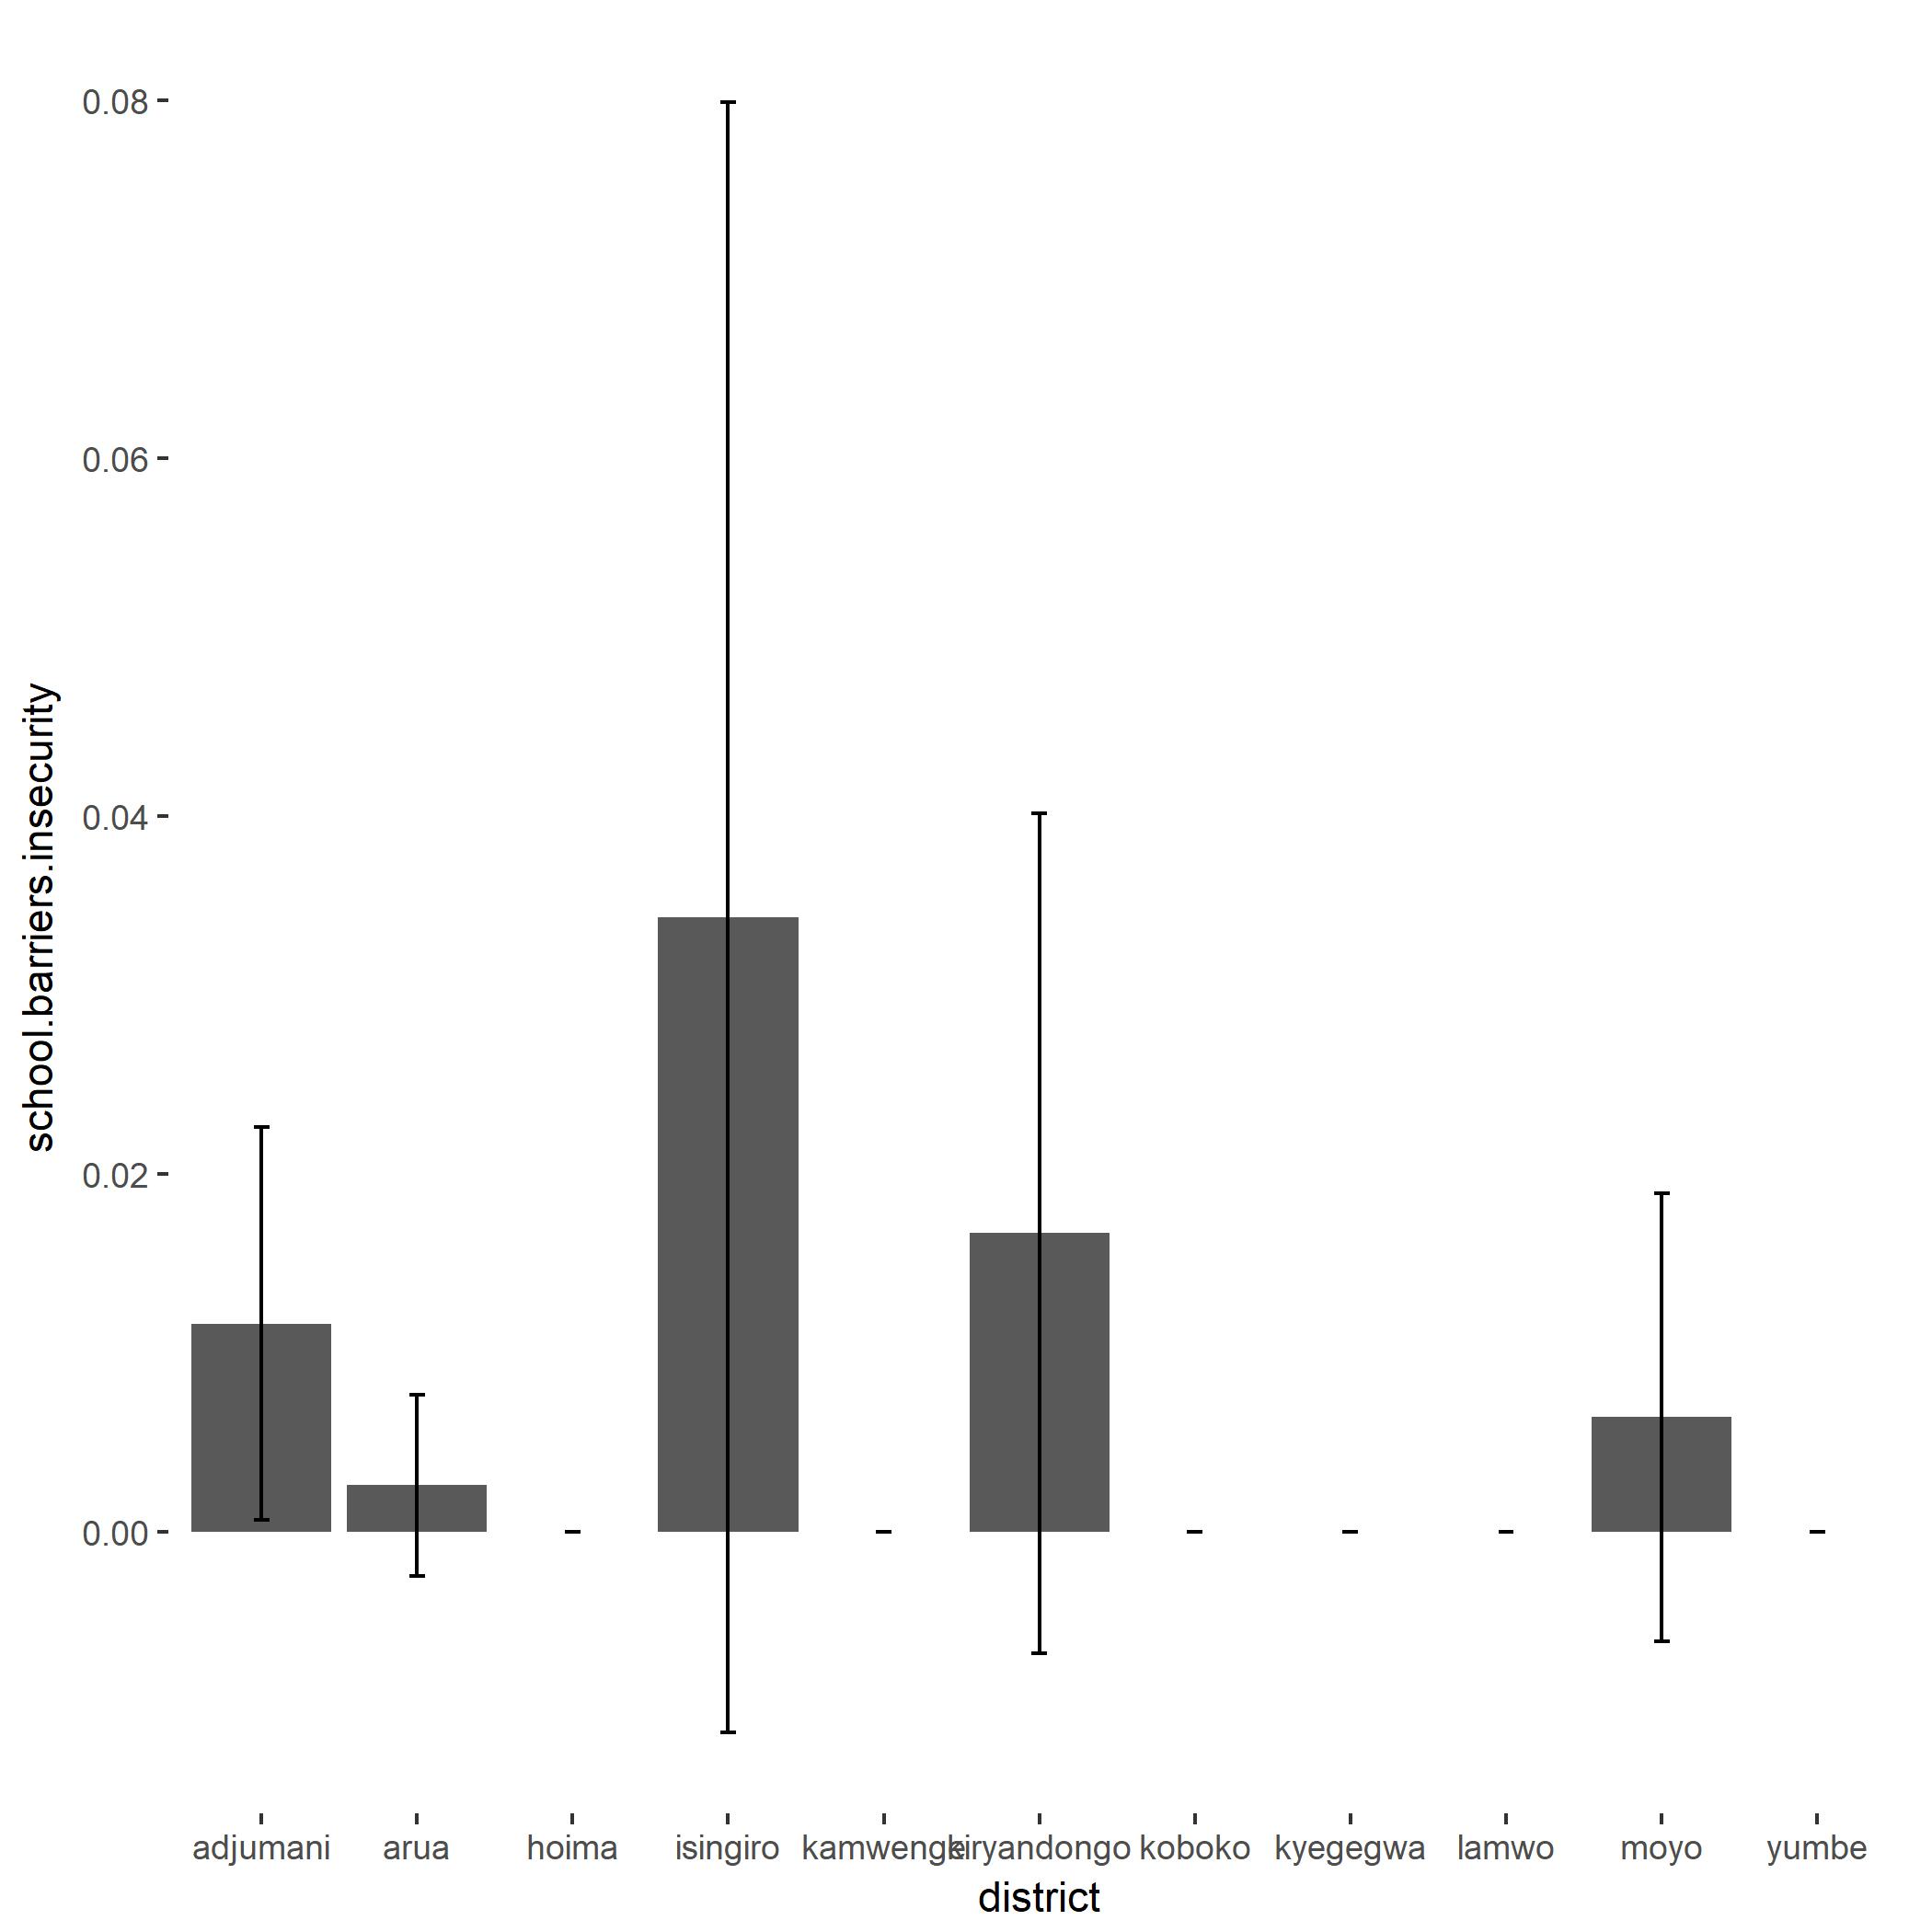 school.barriers.insecurity
0.08
0.06
0.04
0.02
0.00
adjumani arua hoima isingiro kamwenge kiryandongo koboko kyegegwa lamwo moyo yumbe
district